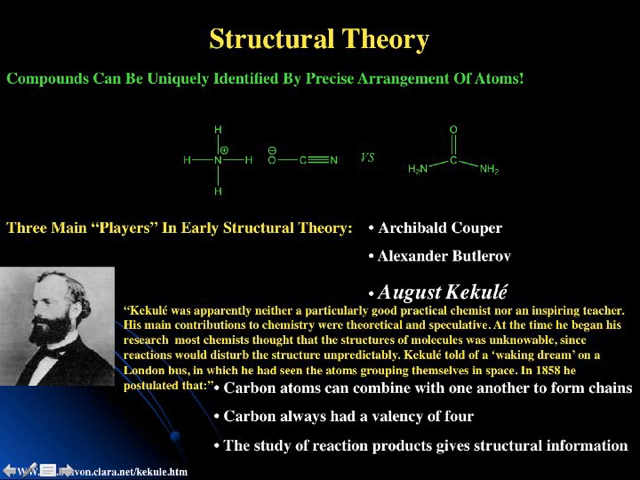 Structural Theory
Compounds Can Be Uniquely Identified By Precise Arrangement Of Atoms!
H
H N ⊕ H ⊖ O C N VS O
H
H₂N C NH₂
Three Main “Players” In Early Structural Theory:
• Archibald Couper
• Alexander Butlerov
• August Kekulé
“Kekulé was apparently neither a particularly good practical chemist nor an inspiring teacher.
His main contributions to chemistry were theoretical and speculative. At the time he began his
research most chemists thought that the structures of molecules was unknowable, since
reactions would disturb the structure unpredictably. Kekulé told of a ‘waking dream’ on a
London bus, in which he had seen the atoms grouping themselves in space. In 1858 he
postulated that:”
• Carbon atoms can combine with one another to form chains
• Carbon always had a valency of four
• The study of reaction products gives structural information
von.clara.net/kekule.htm